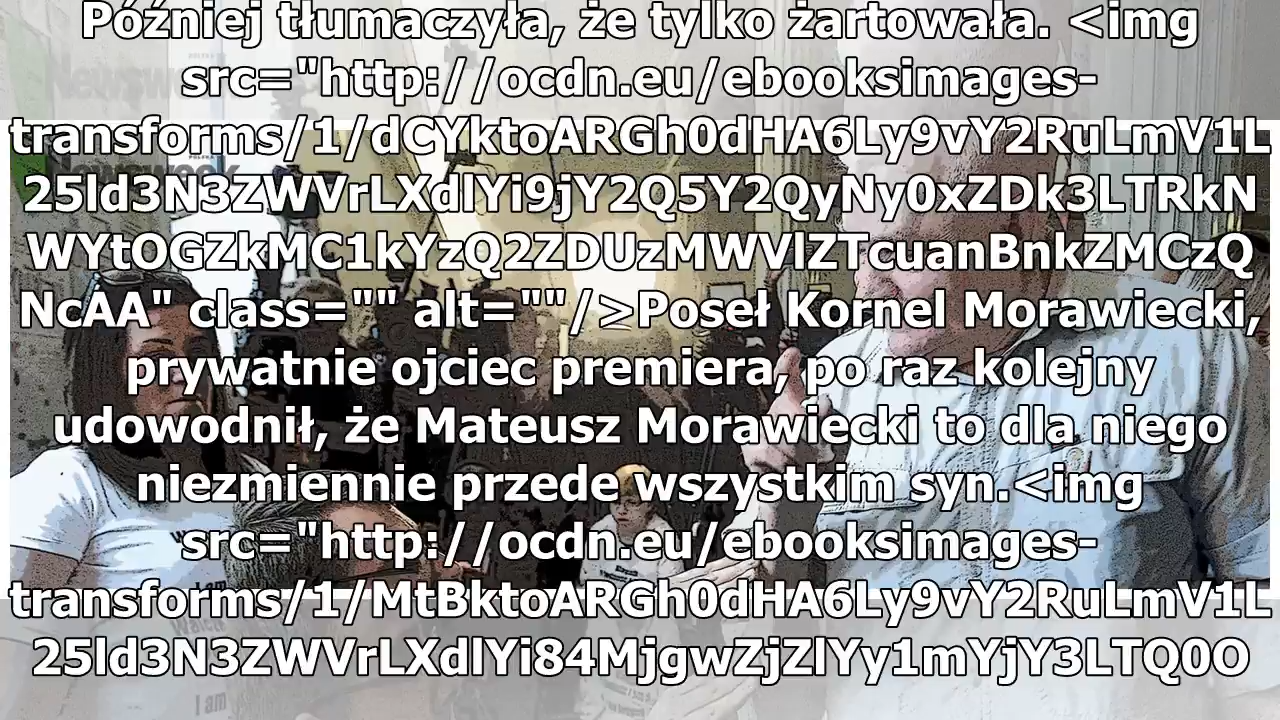 Później tłumaczyła, że tylko żartowała. <img
src="http://ocdn.eu/ebooksimages-
transforms/1/dCYktoARGh0dHA6Ly9vY2RuLmV1L
25ld3N3ZWVrLXdlYi9jY2Q5Y2QyNy0xZDk3LTRkN
WYtOGZkMC1kYzQ2ZDUzMWVlZTcuanBnkZMCzQ
NcAA" class="" alt=""/>Poseł Kornel Morawiecki,
prywatnie ojciec premiera, po raz kolejny
udowodnił, że Mateusz Morawiecki to dla niego
niezmiennie przede wszystkim syn.<img
src="http://ocdn.eu/ebooksimages-
transforms/1/MtBktoARGh0dHA6Ly9vY2RuLmV1L
25ld3N3ZWVrLXdlYi84MjgwZjZlYy1mYjY3LTQ0O
Newsweek
I am